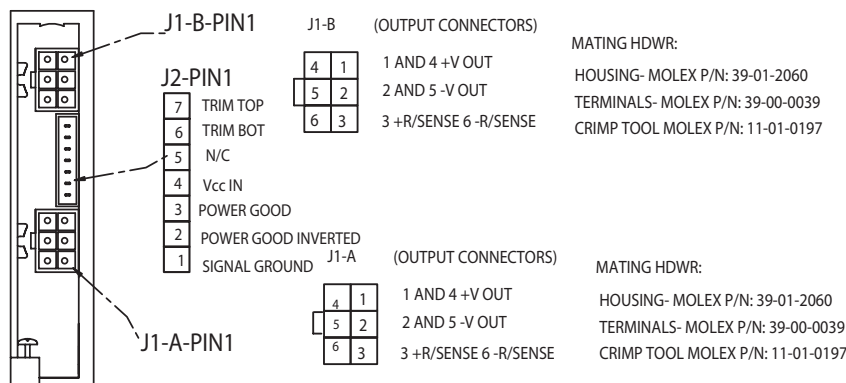 J1-B-PIN1
J1-B (OUTPUT CONNECTORS)
4 1 1 AND 4 +V OUT
5 2 2 AND 5 -V OUT
6 3 3 +R/SENSE 6 -R/SENSE
MATING HDWR:
HOUSING- MOLEX P/N: 39-01-2060
TERMINALS- MOLEX P/N: 39-00-0039
CRIMP TOOL MOLEX P/N: 11-01-0197
J2-PIN1
7 TRIM TOP
6 TRIM BOT
5 N/C
4 Vcc IN
3 POWER GOOD
2 POWER GOOD INVERTED
1 SIGNAL GROUND
J1-A (OUTPUT CONNECTORS)
4 1 1 AND 4 +V OUT
5 2 2 AND 5 -V OUT
6 3 3 +R/SENSE 6 -R/SENSE
MATING HDWR:
HOUSING- MOLEX P/N: 39-01-2060
TERMINALS- MOLEX P/N: 39-00-0039
CRIMP TOOL MOLEX P/N: 11-01-0197
J1-A-PIN1